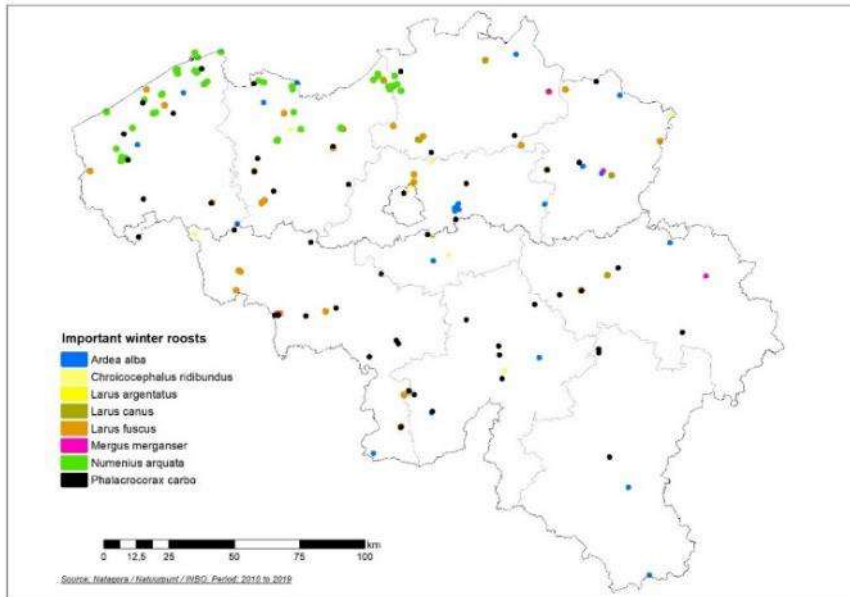 Important winter roosts
Ardea alba
Chroicocephalus ridibundus
Larus argentatus
Larus canus
Larus fuscus
Mergus merganser
Numenius arquata
Phalacrocorax carbo
km
0 12,5 25 50 75 100
Source: Natagora / Natuurpunt / INBO. Period: 2010 to 2019